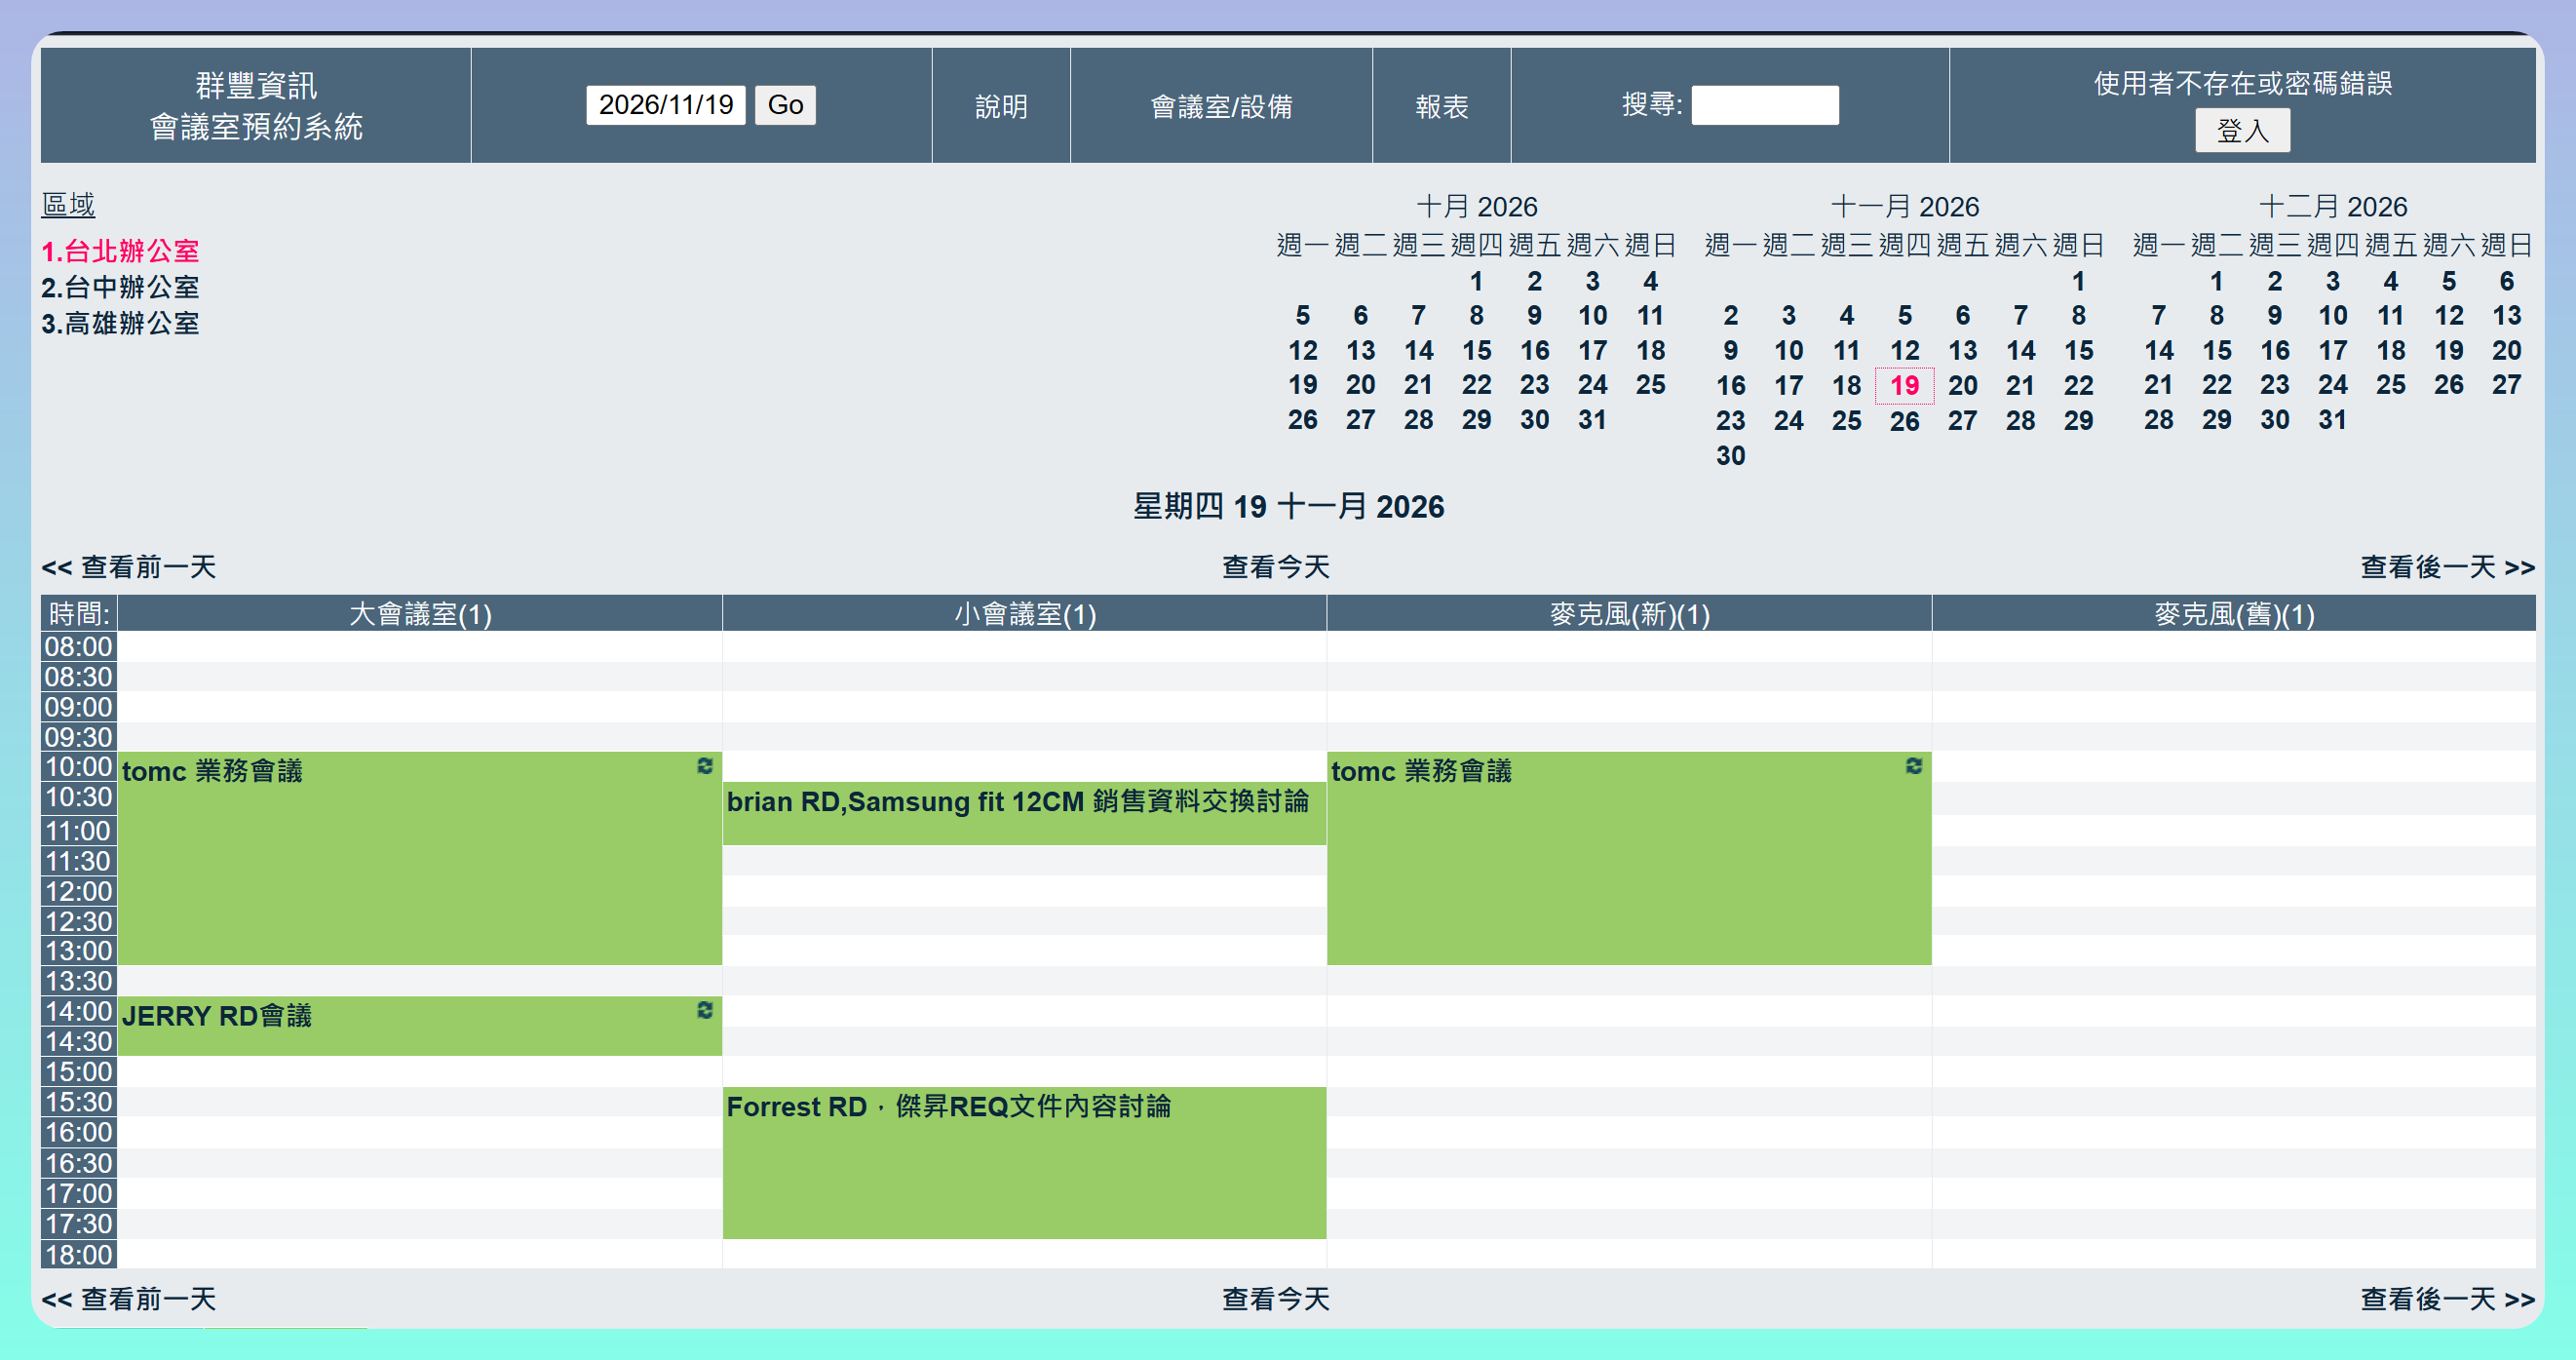 群豐資訊
會議室預約系統
2026/11/19 Go
說明
會議室/設備
報表
搜尋:
使用者不存在或密碼錯誤
登入
區域
1.台北辦公室
2.台中辦公室
3.高雄辦公室
十月 2026
週一 週二 週三 週四 週五 週六 週日
1 2 3 4
5 6 7 8 9 10 11
12 13 14 15 16 17 18
19 20 21 22 23 24 25
26 27 28 29 30 31
十一月 2026
週一 週二 週三 週四 週五 週六 週日
1
2 3 4 5 6 7 8
9 10 11 12 13 14 15
16 17 18 19 20 21 22
23 24 25 26 27 28 29
30
十二月 2026
週一 週二 週三 週四 週五 週六 週日
1 2 3 4 5 6
7 8 9 10 11 12 13
14 15 16 17 18 19 20
21 22 23 24 25 26 27
28 29 30 31
星期四 19 十一月 2026
<< 查看前一天 查看今天 查看後一天 >>
時間: 大會議室(1) 小會議室(1) 麥克風(新)(1) 麥克風(舊)(1)
08:00
08:30
09:00
09:30
10:00 tomc 業務會議 tomc 業務會議
10:30 brian RD,Samsung fit 12CM 銷售資料交換討論
11:00
11:30
12:00
12:30
13:00
13:30
14:00 JERRY RD會議
14:30
15:00
15:30 Forrest RD，傑昇REQ文件內容討論
16:00
16:30
17:00
17:30
18:00
<< 查看前一天 查看今天 查看後一天 >>